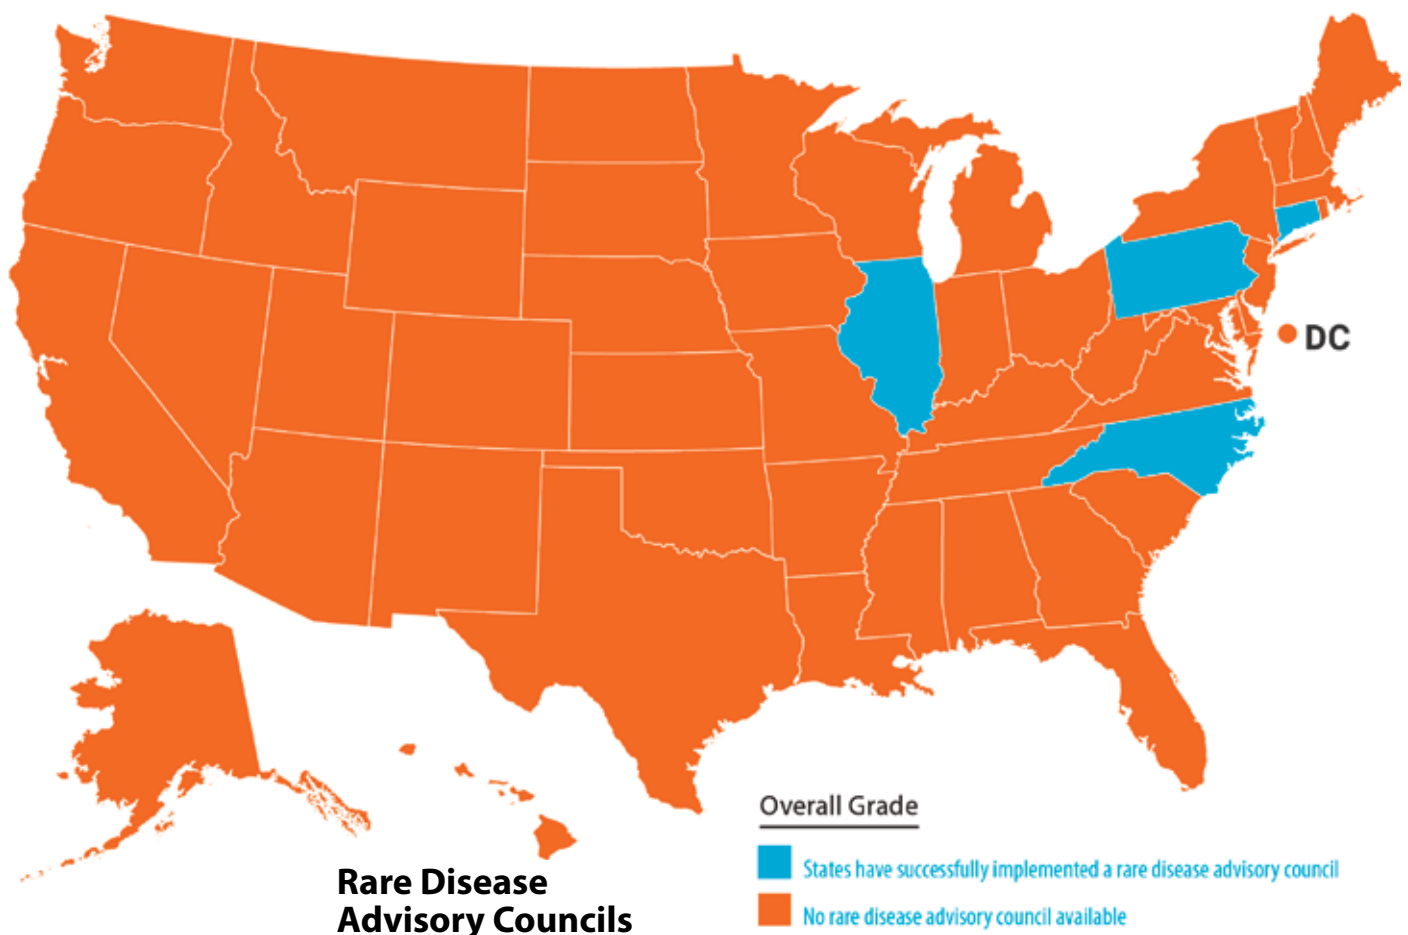 DC
Overall Grade
States have successfully implemented a rare disease advisory council
No rare disease advisory council available
Rare Disease
Advisory Councils